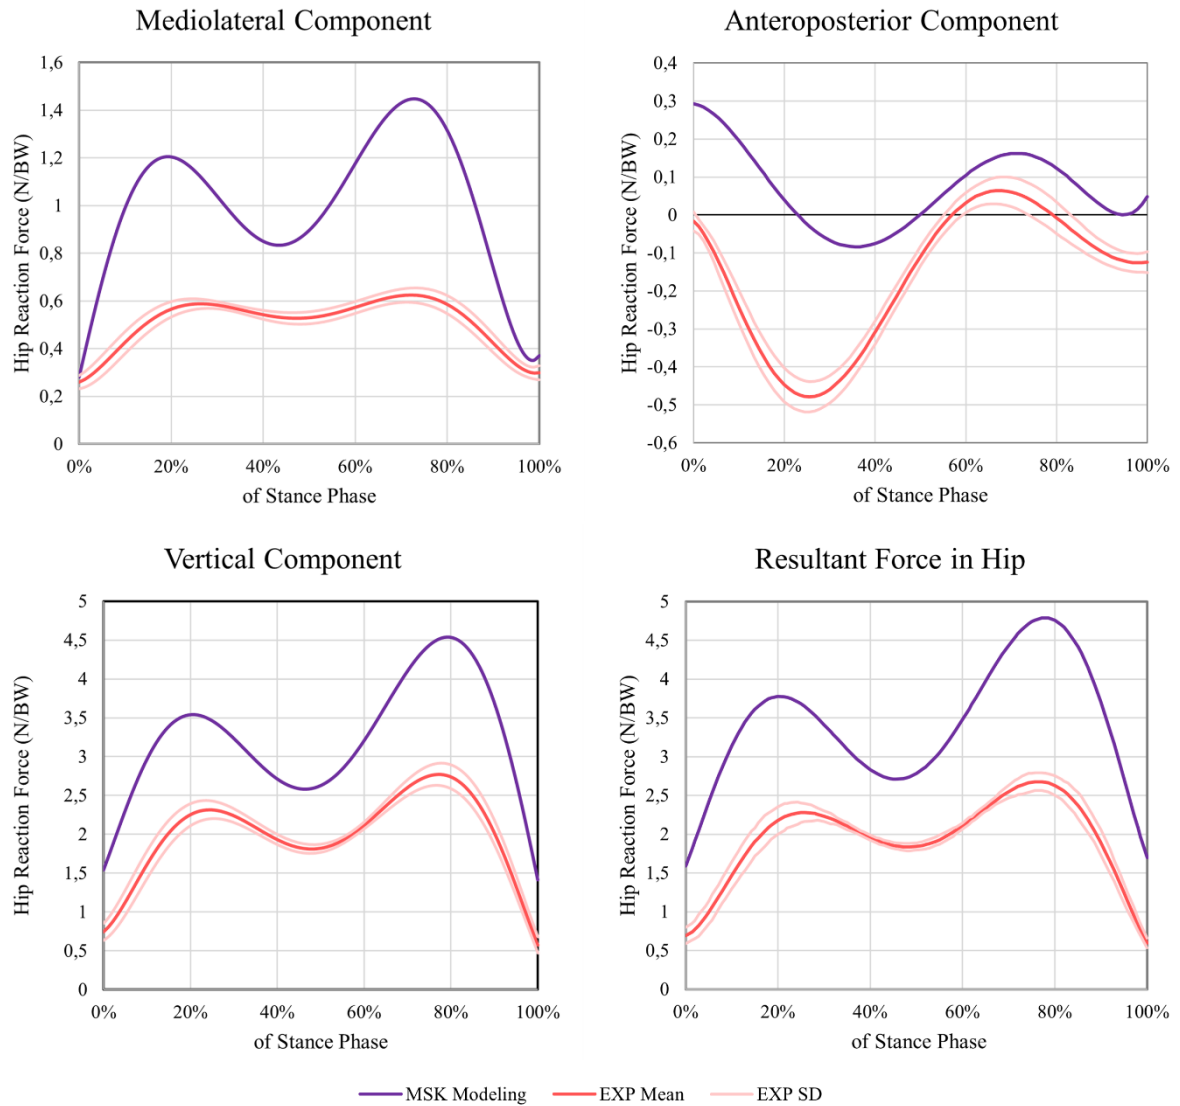 Mediolateral Component
Hip Reaction Force (N/BW)
1,6
1,4
1,2
1
0,8
0,6
0,4
0,2
0
0% 20% 40% 60% 80% 100%
of Stance Phase
Anteroposterior Component
Hip Reaction Force (N/BW)
0,4
0,3
0,2
0,1
0
-0,1
-0,2
-0,3
-0,4
-0,5
-0,6
0% 20% 40% 60% 80% 100%
of Stance Phase
Vertical Component
Hip Reaction Force (N/BW)
5
4,5
4
3,5
3
2,5
2
1,5
1
0,5
0
0% 20% 40% 60% 80% 100%
of Stance Phase
Resultant Force in Hip
Hip Reaction Force (N/BW)
5
4,5
4
3,5
3
2,5
2
1,5
1
0,5
0
0% 20% 40% 60% 80% 100%
of Stance Phase
MSK Modeling EXP Mean EXP SD